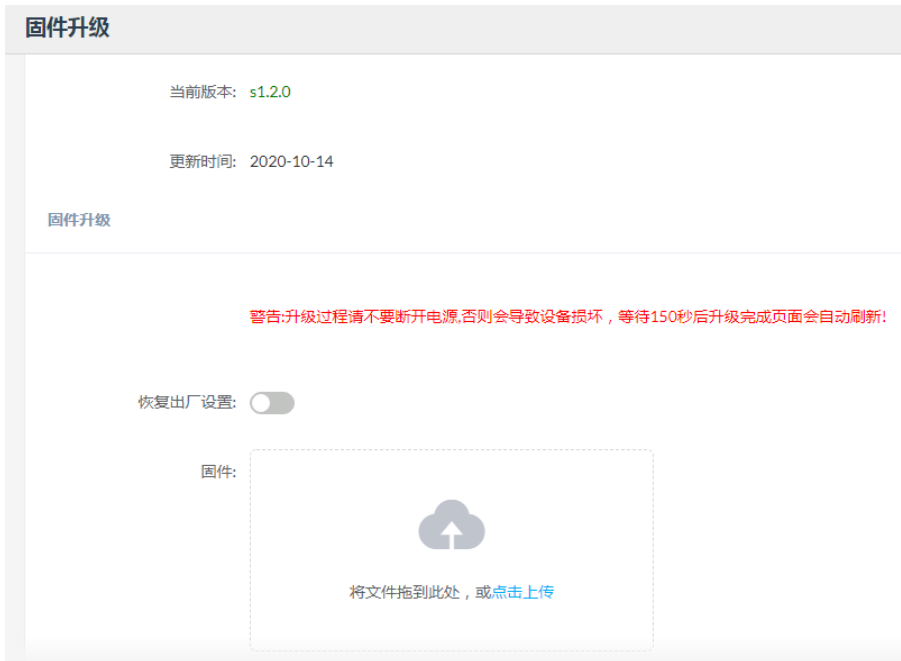 固件升级
当前版本: s1.2.0
更新时间: 2020-10-14
固件升级
警告:升级过程请不要断开电源,否则会导致设备损坏，等待150秒后升级完成页面会自动刷新!
恢复出厂设置:
固件:
将文件拖到此处，或点击上传